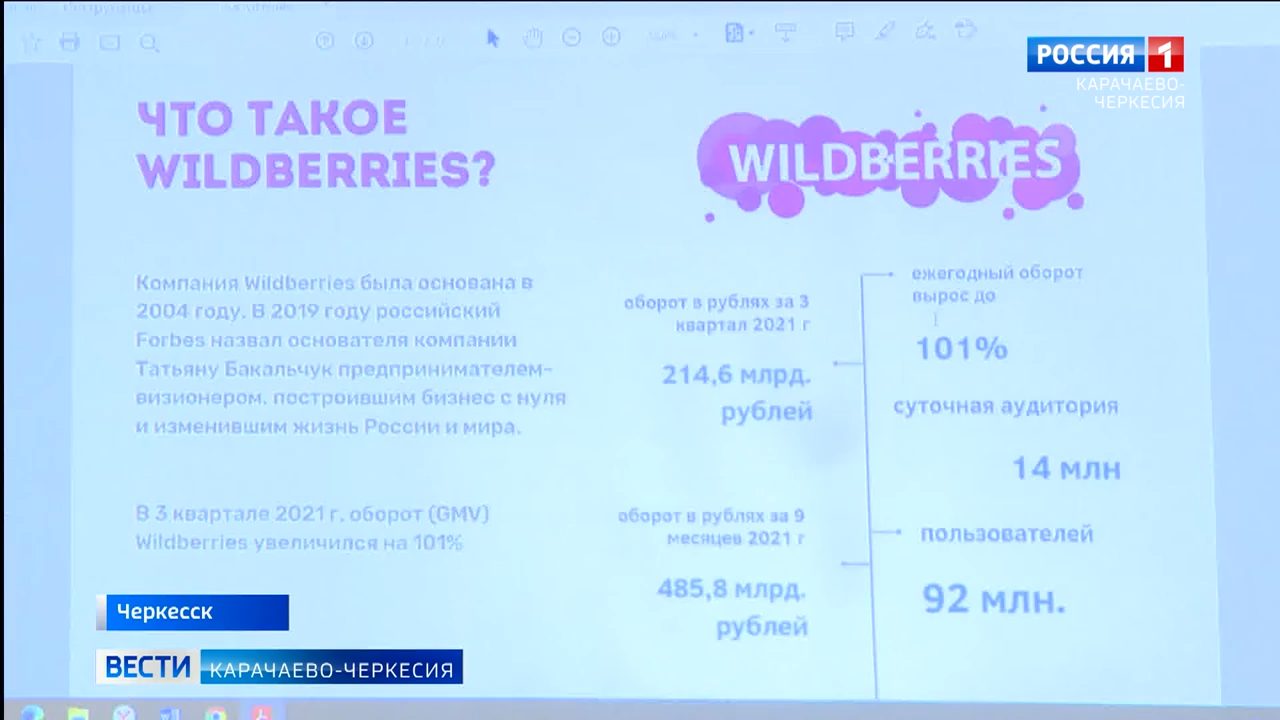 РОССИЯ 1
КАРАЧАЕВО-
ЧЕРКЕСИЯ
ЧТО ТАКОЕ
WILDBERRIES?
WILDBERRIES
Компания Wildberries была основана в
2004 году. В 2019 году российский
Forbes назвал основателя компании
Татьяну Бакальчук предпринимателем-
визионером, построившим бизнес с нуля
и изменившим жизнь России и мира.
В 3 квартале 2021 г. оборот (GMV)
Wildberries увеличился на 101%
оборот в рублях за 3
квартал 2021 г
214,6 млрд.
рублей
оборот в рублях за 9
месяцев 2021 г
485,8 млрд.
рублей
ежегодный оборот
вырос до
101%
суточная аудитория
14 млн
пользователей
92 млн.
Черкесск
ВЕСТИ КАРАЧАЕВО-ЧЕРКЕСИЯ